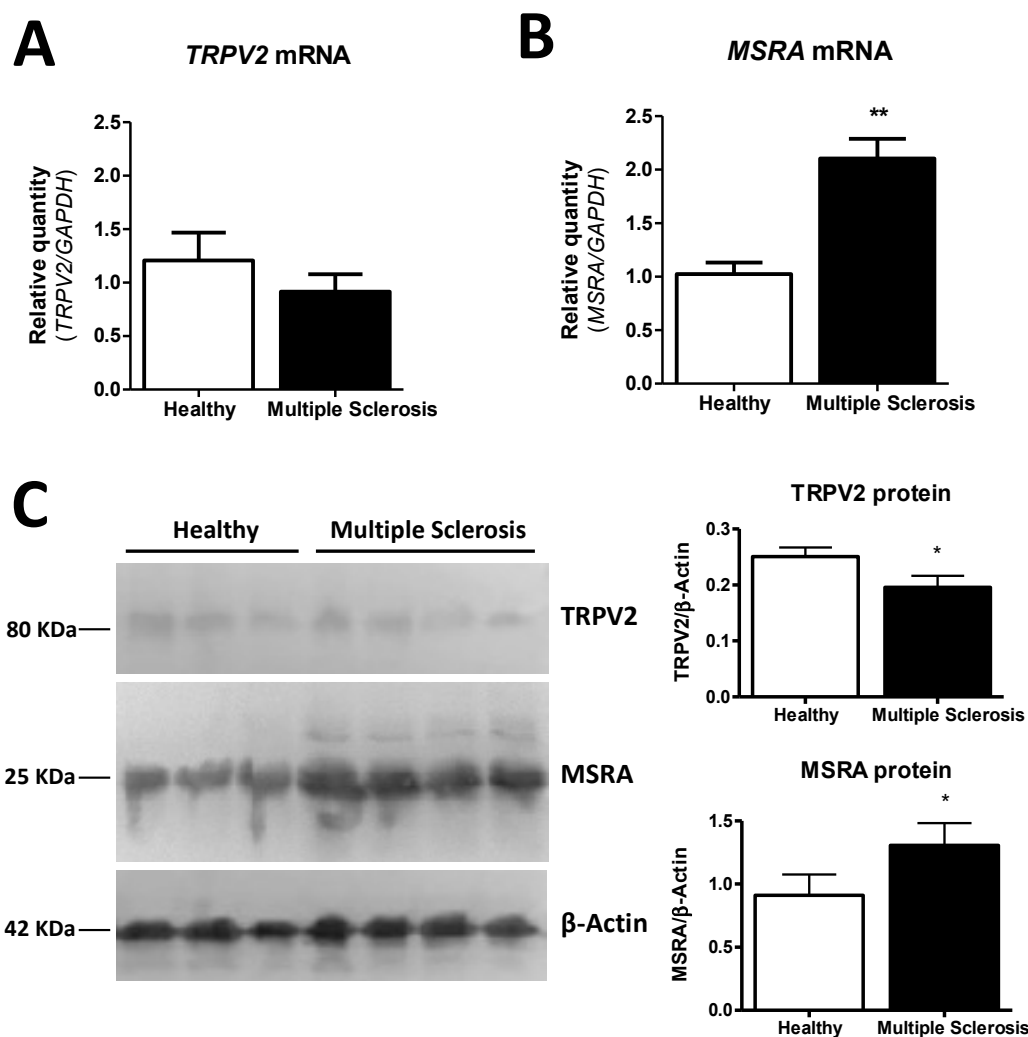 A
TRPV2 mRNA
Relative quantity
(TRPV2/GAPDH)
2.5
2.0
1.5
1.0
0.5
0.0
Healthy
Multiple Sclerosis
B
MSRA mRNA
Relative quantity
(MSRA/GAPDH)
2.5
2.0
1.5
1.0
0.5
0.0
**
Healthy
Multiple Sclerosis
C
Healthy
Multiple Sclerosis
80 KDa
TRPV2
25 KDa
MSRA
42 KDa
β-Actin
TRPV2 protein
TRPV2/β-Actin
0.3
0.2
0.1
0.0
*
Healthy
Multiple Sclerosis
MSRA protein
MSRA/β-Actin
1.5
1.0
0.5
0.0
*
Healthy
Multiple Sclerosis